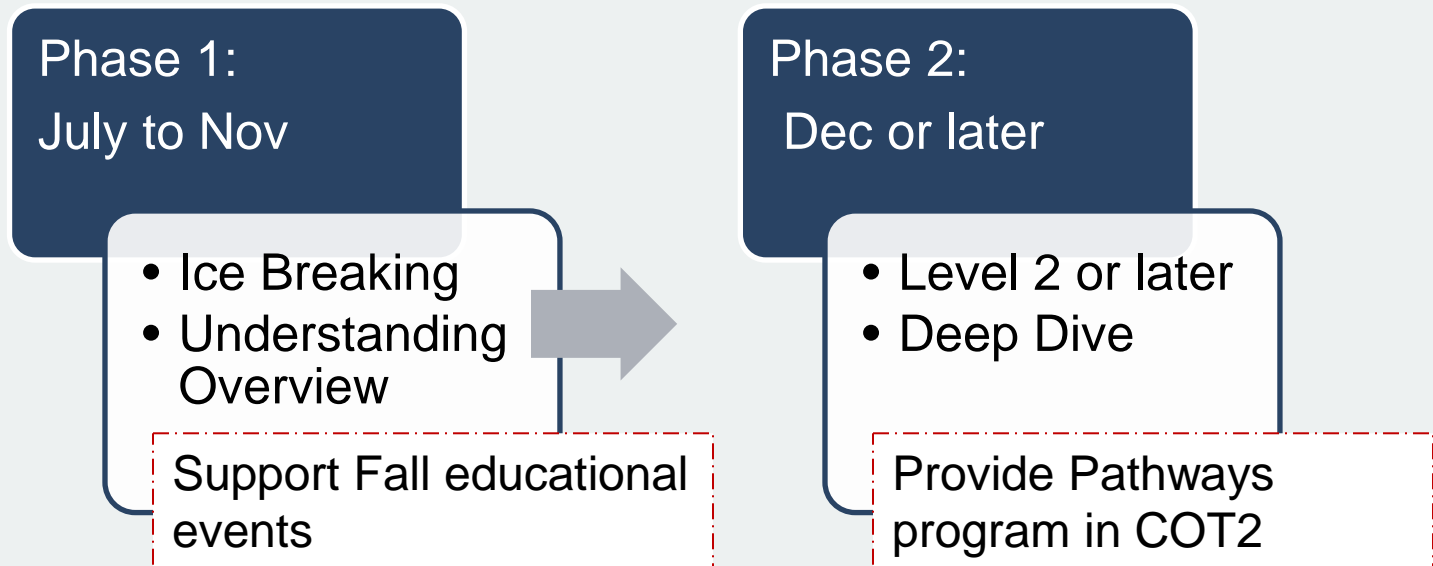 Phase 1:
July to Nov
• Ice Breaking
• Understanding
Overview
Support Fall educational
events
Phase 2:
Dec or later
• Level 2 or later
• Deep Dive
Provide Pathways
program in COT2